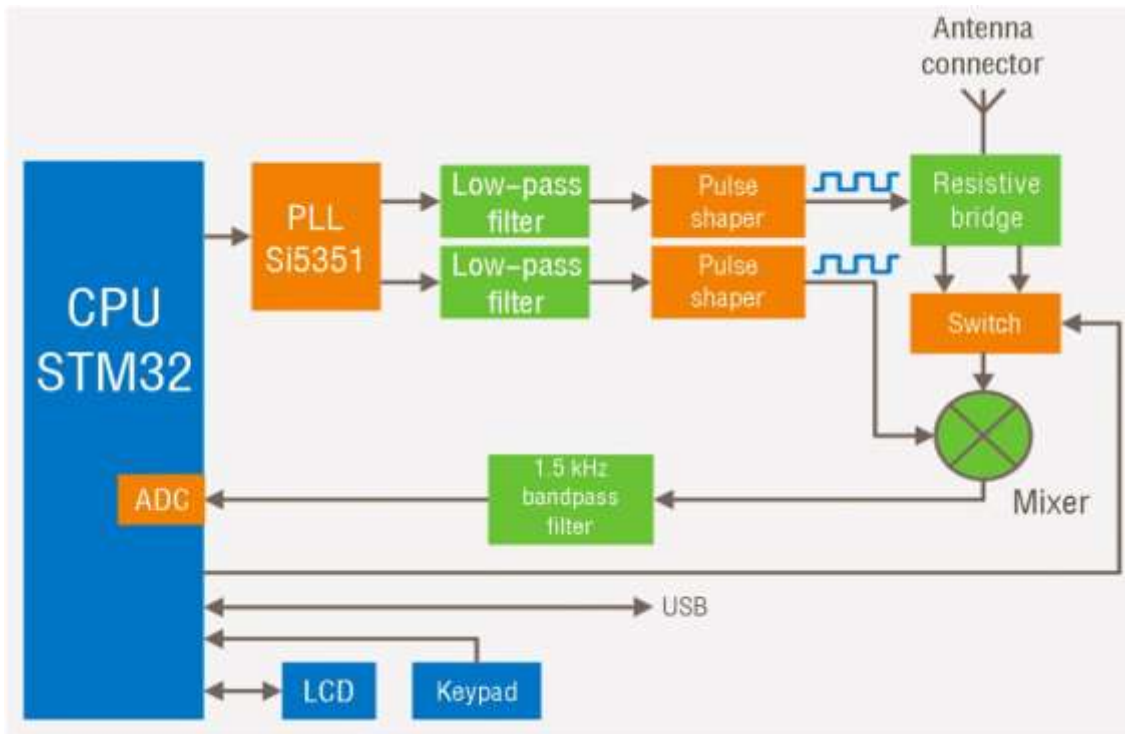 Antenna
connector
CPU
STM32
PLL
Si5351
Low-pass
filter
Pulse
shaper
Resistive
bridge
Low-pass
filter
Pulse
shaper
Switch
Mixer
1.5 kHz
bandpass
filter
ADC
USB
LCD
Keypad